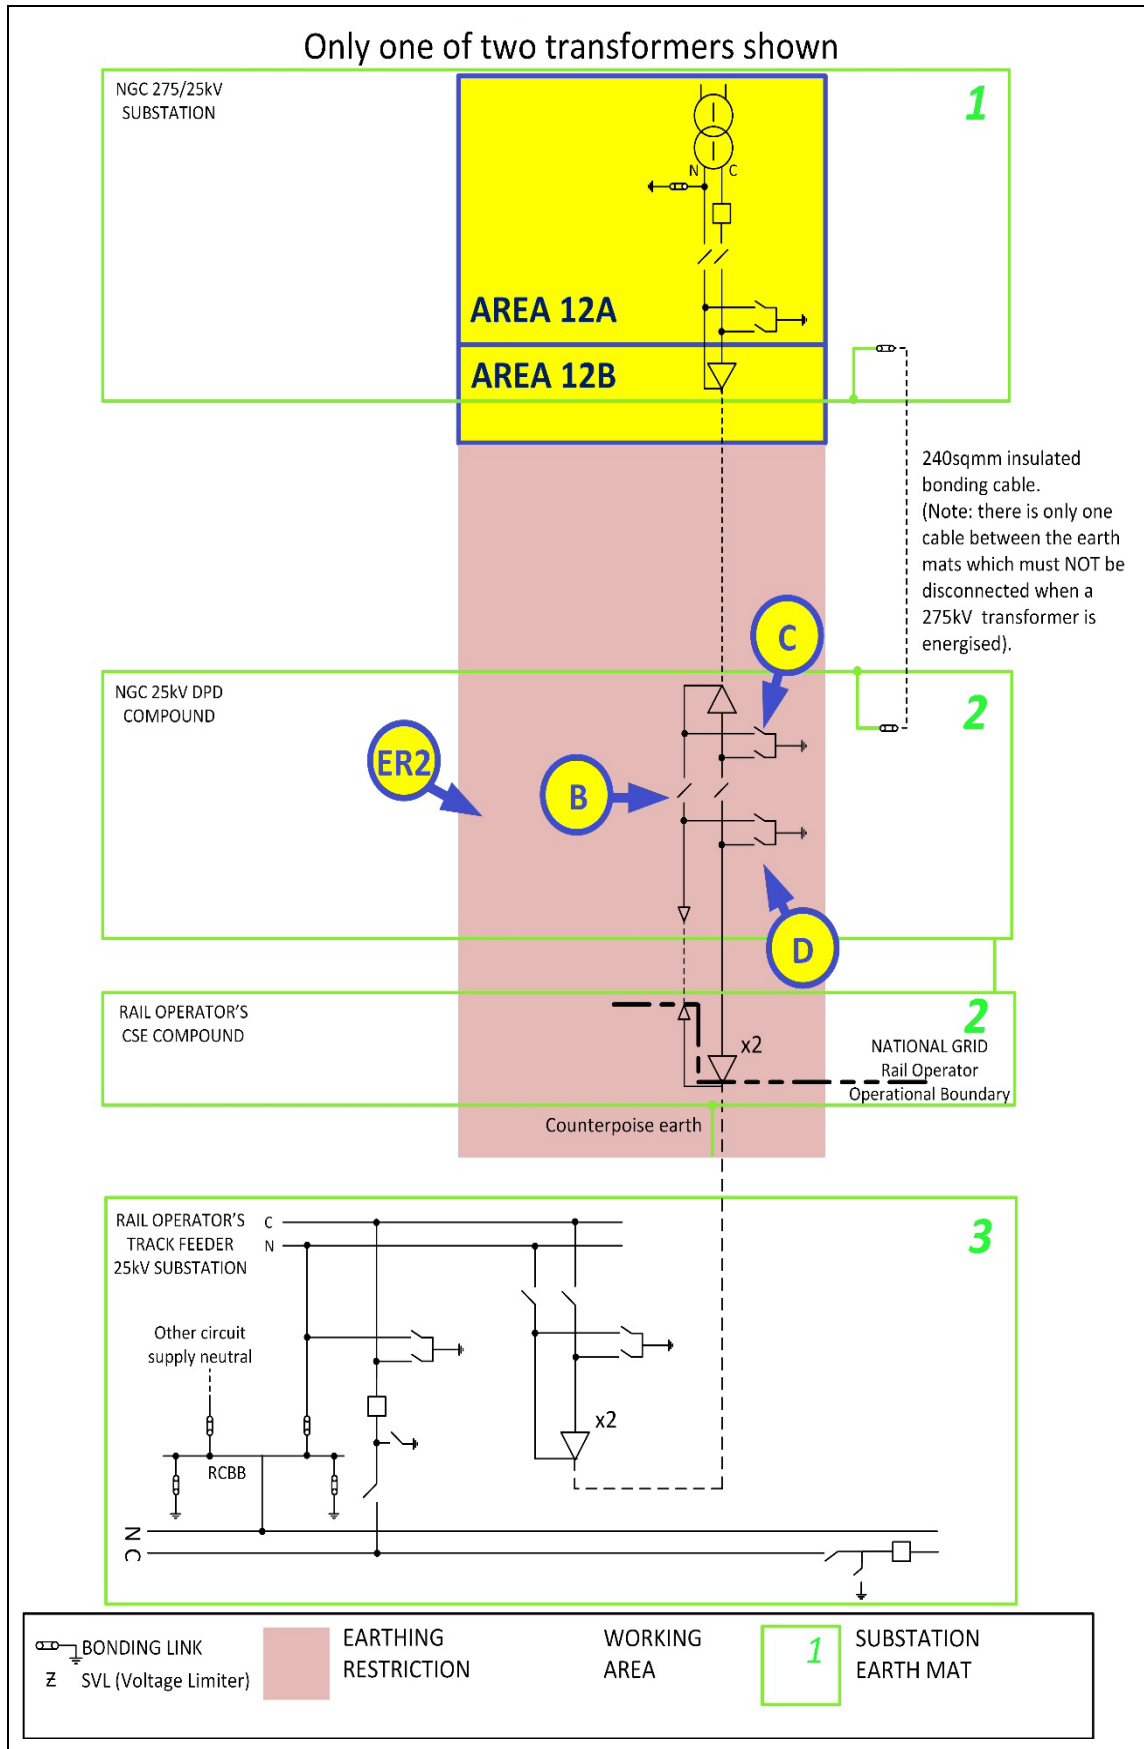 Only one of two transformers shown
NGC 275/25kV
SUBSTATION
1
N
C
AREA 12A
AREA 12B
240sqmm insulated
bonding cable.
(Note: there is only one
cable between the earth
mats which must NOT be
disconnected when a
275kV transformer is
energised).
C
NGC 25kV DPD
COMPOUND
2
ER2
B
D
RAIL OPERATOR'S
CSE COMPOUND
2
x2
NATIONAL GRID
Rail Operator
Operational Boundary
Counterpoise earth
RAIL OPERATOR'S
TRACK FEEDER
25kV SUBSTATION
C
N
3
Other circuit
supply neutral
x2
RCBB
N
C
BONDING LINK
SVL (Voltage Limiter)
EARTHING
RESTRICTION
WORKING
AREA
1
SUBSTATION
EARTH MAT